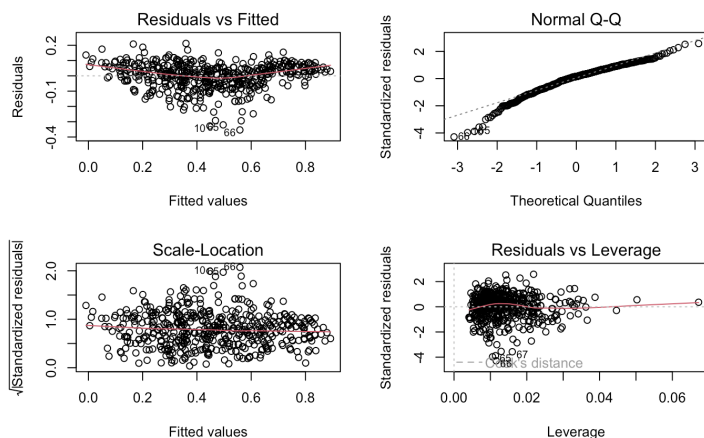 Residuals vs Fitted
Residuals
0.2
-0.1
-0.4
0.0 0.2 0.4 0.6 0.8
Fitted values
66
Normal Q-Q
Standardized residuals
2
0
-2
-4
-3 -2 -1 0 1 2 3
Theoretical Quantiles
Scale-Location
√|Standardized residuals|
2.0
1.0
0.0
0.0 0.2 0.4 0.6 0.8
Fitted values
66
Residuals vs Leverage
Standardized residuals
2
0
-2
-4
0.00 0.02 0.04 0.06
Leverage
67
Cook's distance